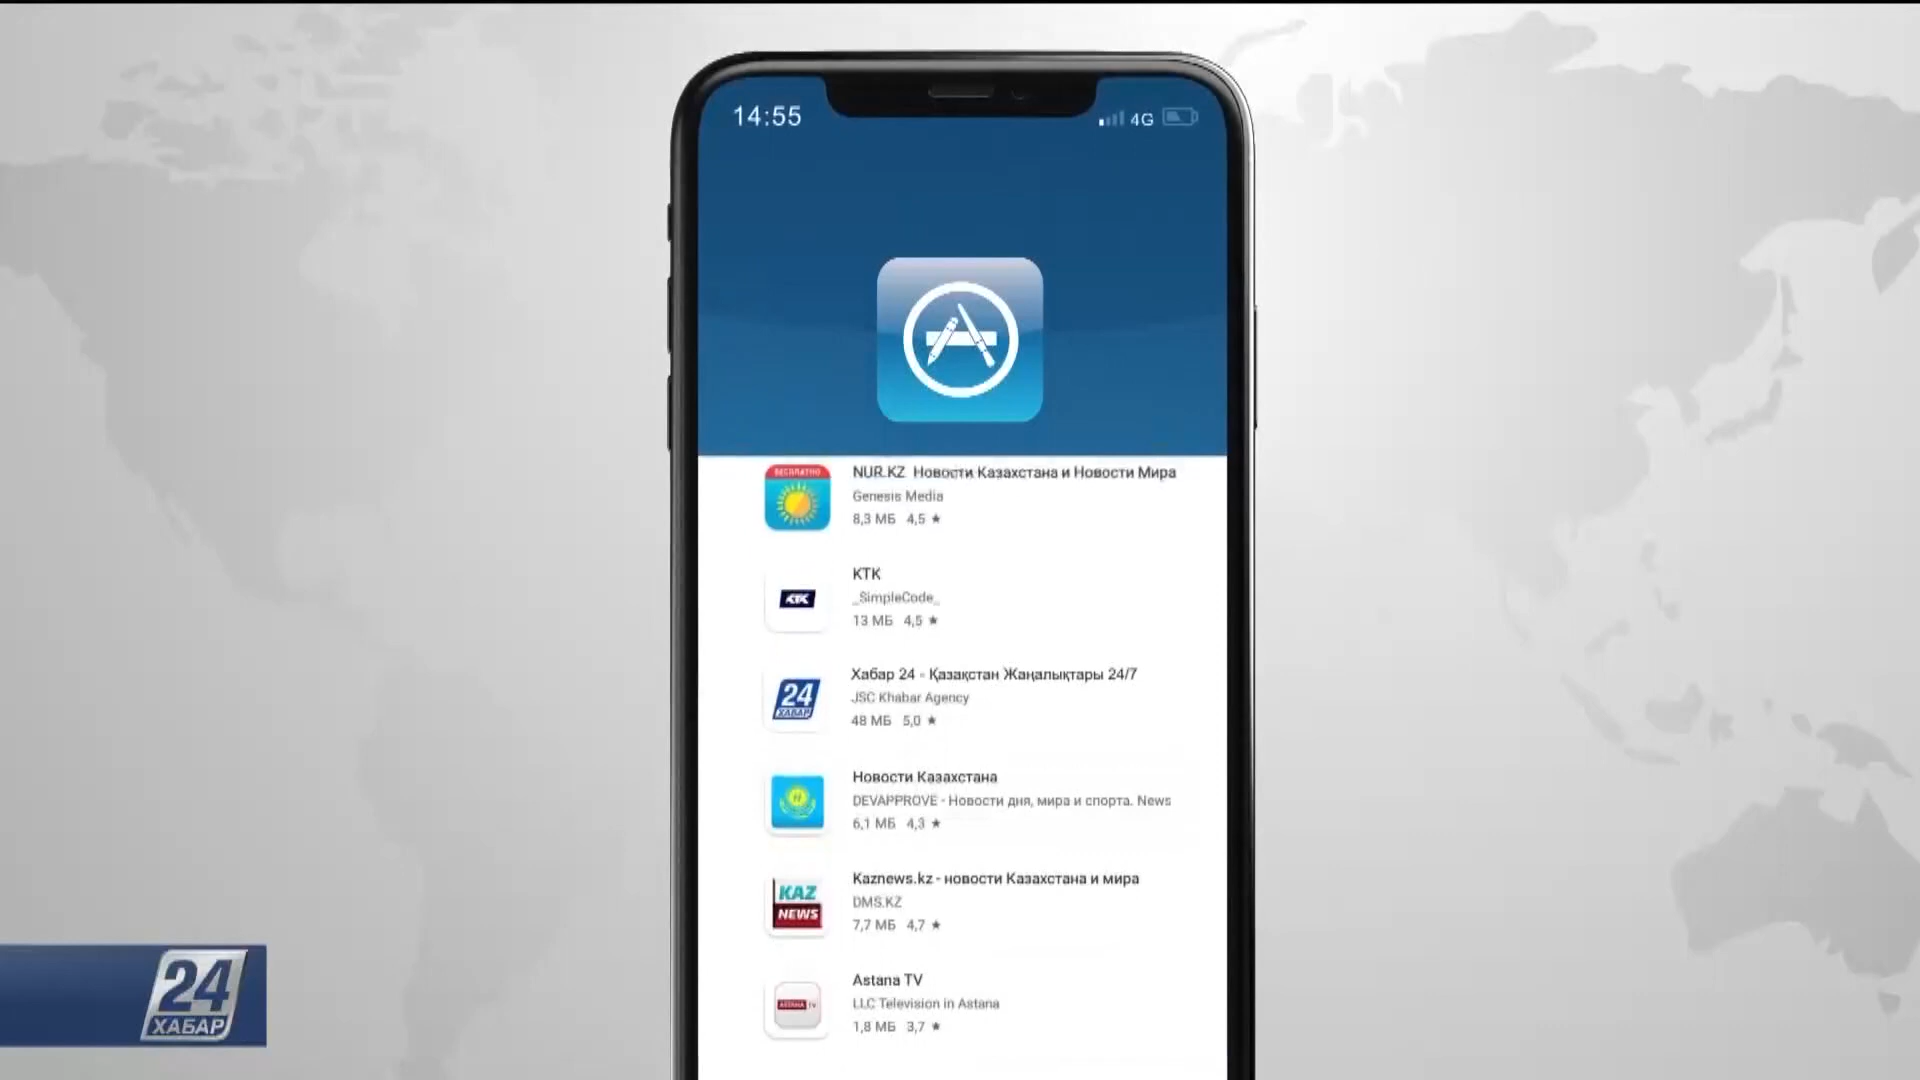 14:55
4G
БЕСПЛАТНО
NUR.KZ Новости Казахстана и Новости Мира
Genesis Media
8,3 МБ 4,5 ★
КТК
КТК
_SimpleCode_
13 МБ 4,5 ★
24
ХАБАР
Хабар 24 - Қазақстан Жаңалықтары 24/7
JSC Khabar Agency
48 МБ 5,0 ★
Новости Казахстана
DEVAPPROVE - Новости дня, мира и спорта. News
6,1 МБ 4,3 ★
KAZ
NEWS
Kaznews.kz - новости Казахстана и мира
DMS.KZ
7,7 МБ 4,7 ★
ASTANA TV
Astana TV
LLC Television in Astana
1,8 МБ 3,7 ★
24
ХАБАР